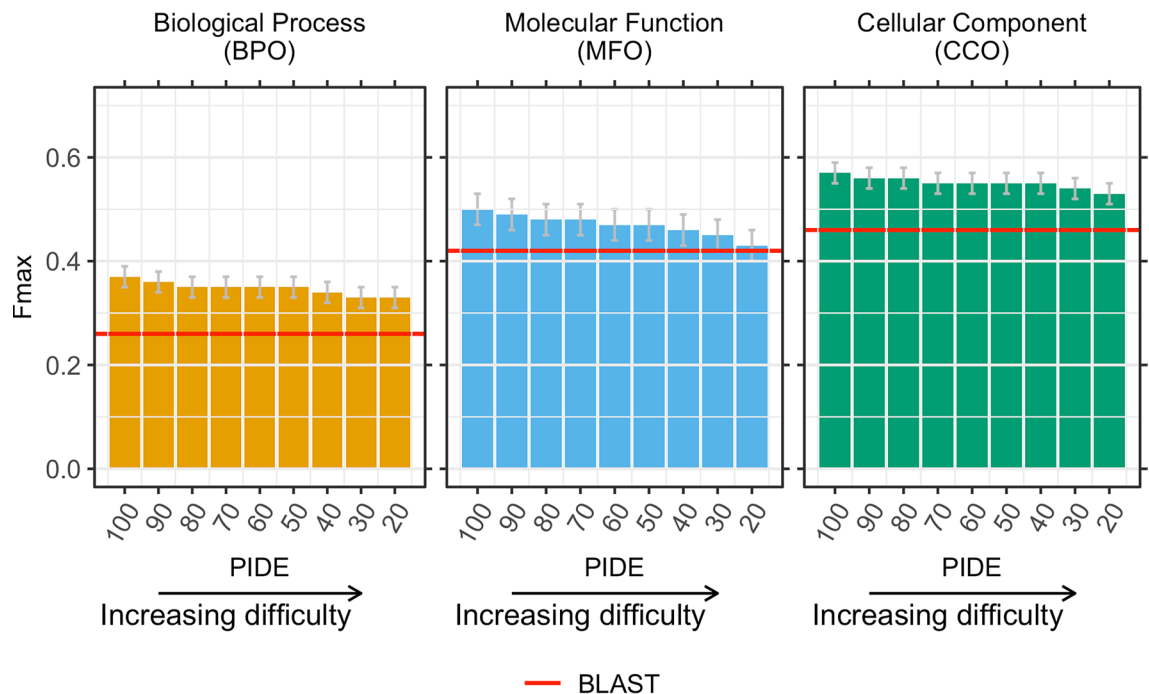 Biological Process
(BPO)
Molecular Function
(MFO)
Cellular Component
(CCO)
Fmax
0.6
0.4
0.2
0.0
100 90 80 70 60 50 40 30 20
100 90 80 70 60 50 40 30 20
100 90 80 70 60 50 40 30 20
PIDE
PIDE
PIDE
Increasing difficulty
Increasing difficulty
Increasing difficulty
BLAST